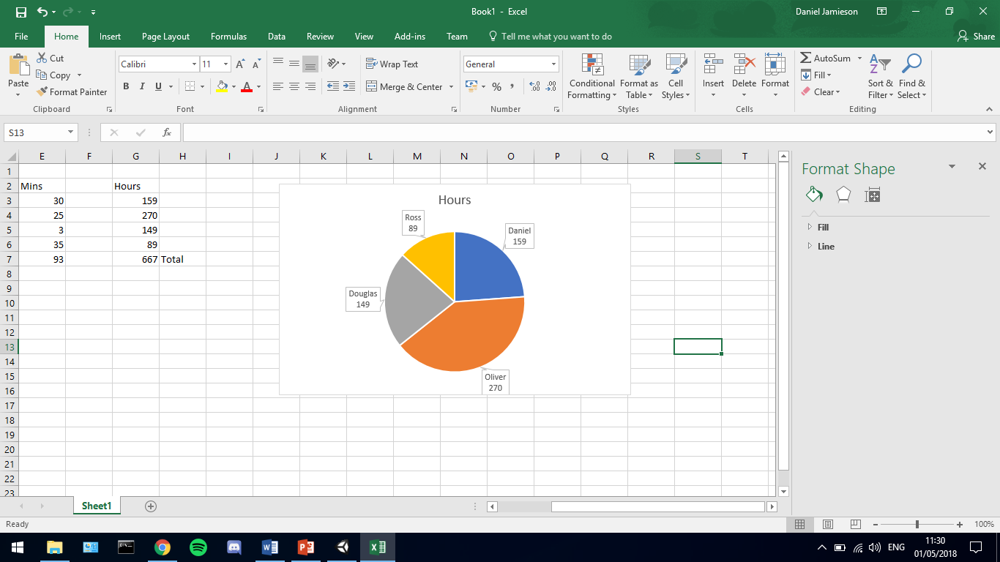 Book1 - Excel
Daniel Jamieson
File Home Insert Page Layout Formulas Data Review View Add-ins Team Tell me what you want to do Share
Paste
Cut
Copy
Format Painter
Clipboard
Calibri 11
B I U
Font
Wrap Text
Merge & Center
Alignment
General
% ,
Number
Conditional Formatting
Format as Table
Cell Styles
Styles
Insert Delete Format
Cells
AutoSum
Fill
Clear
Sort & Filter
Find & Select
Editing
S13 fx
E F G H I J K L M N O P Q R S T
1
2 Mins Hours
3 30 159
4 25 270
5 3 149
6 35 89
7 93 667 Total
8
9
10
11
12
13
14
15
16
17
18
19
20
21
22
23
Hours
Ross
89
Daniel
159
Douglas
149
Oliver
270
Format Shape
Fill
Line
Sheet1
Ready 100%
ENG
11:30
01/05/2018